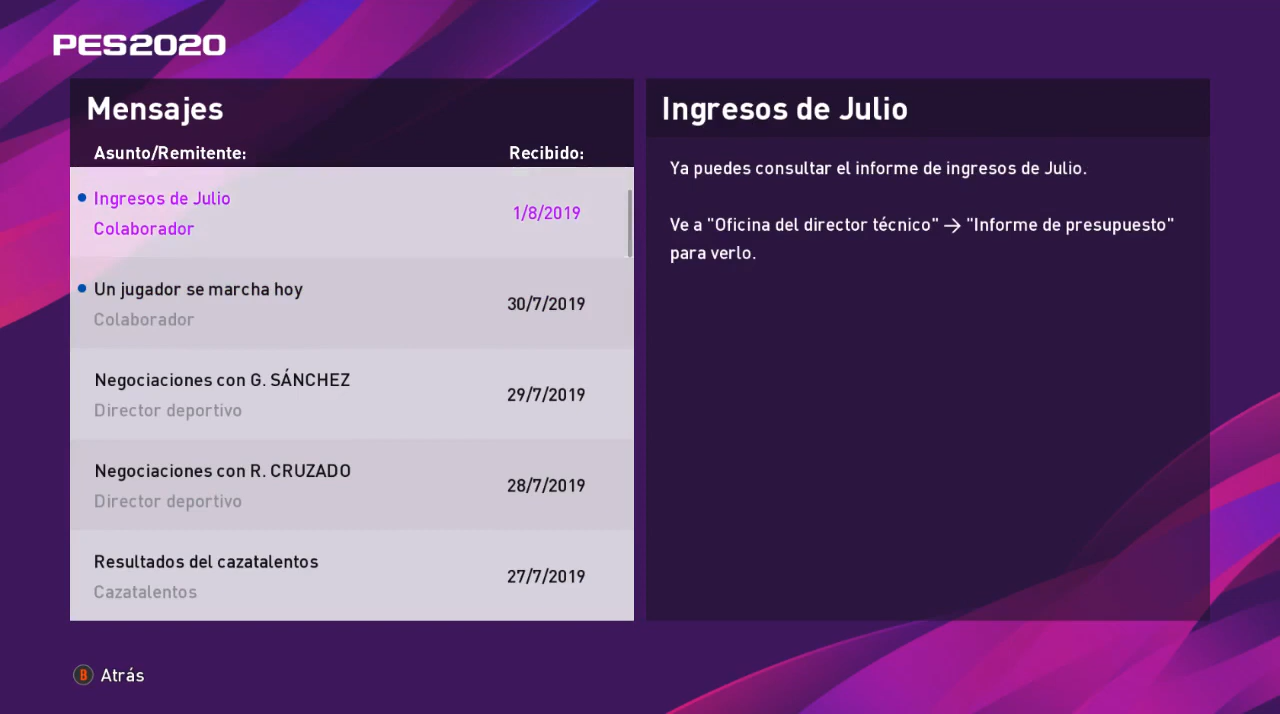 PES2020
Mensajes
Asunto/Remitente: Recibido:
Ingresos de Julio
Colaborador
1/8/2019
Un jugador se marcha hoy
Colaborador
30/7/2019
Negociaciones con G. SÁNCHEZ
Director deportivo
29/7/2019
Negociaciones con R. CRUZADO
Director deportivo
28/7/2019
Resultados del cazatalentos
Cazatalentos
27/7/2019
Ingresos de Julio
Ya puedes consultar el informe de ingresos de Julio.
Ve a "Oficina del director técnico" → "Informe de presupuesto"
para verlo.
B Atrás